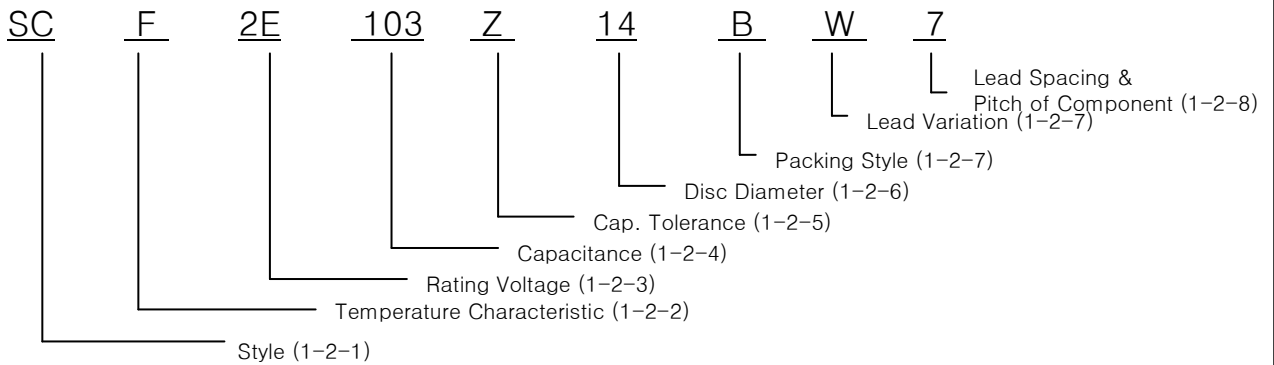 SC F 2E 103 Z 14 B W 7
Lead Spacing &
Pitch of Component (1-2-8)
Lead Variation (1-2-7)
Packing Style (1-2-7)
Disc Diameter (1-2-6)
Cap. Tolerance (1-2-5)
Capacitance (1-2-4)
Rating Voltage (1-2-3)
Temperature Characteristic (1-2-2)
Style (1-2-1)